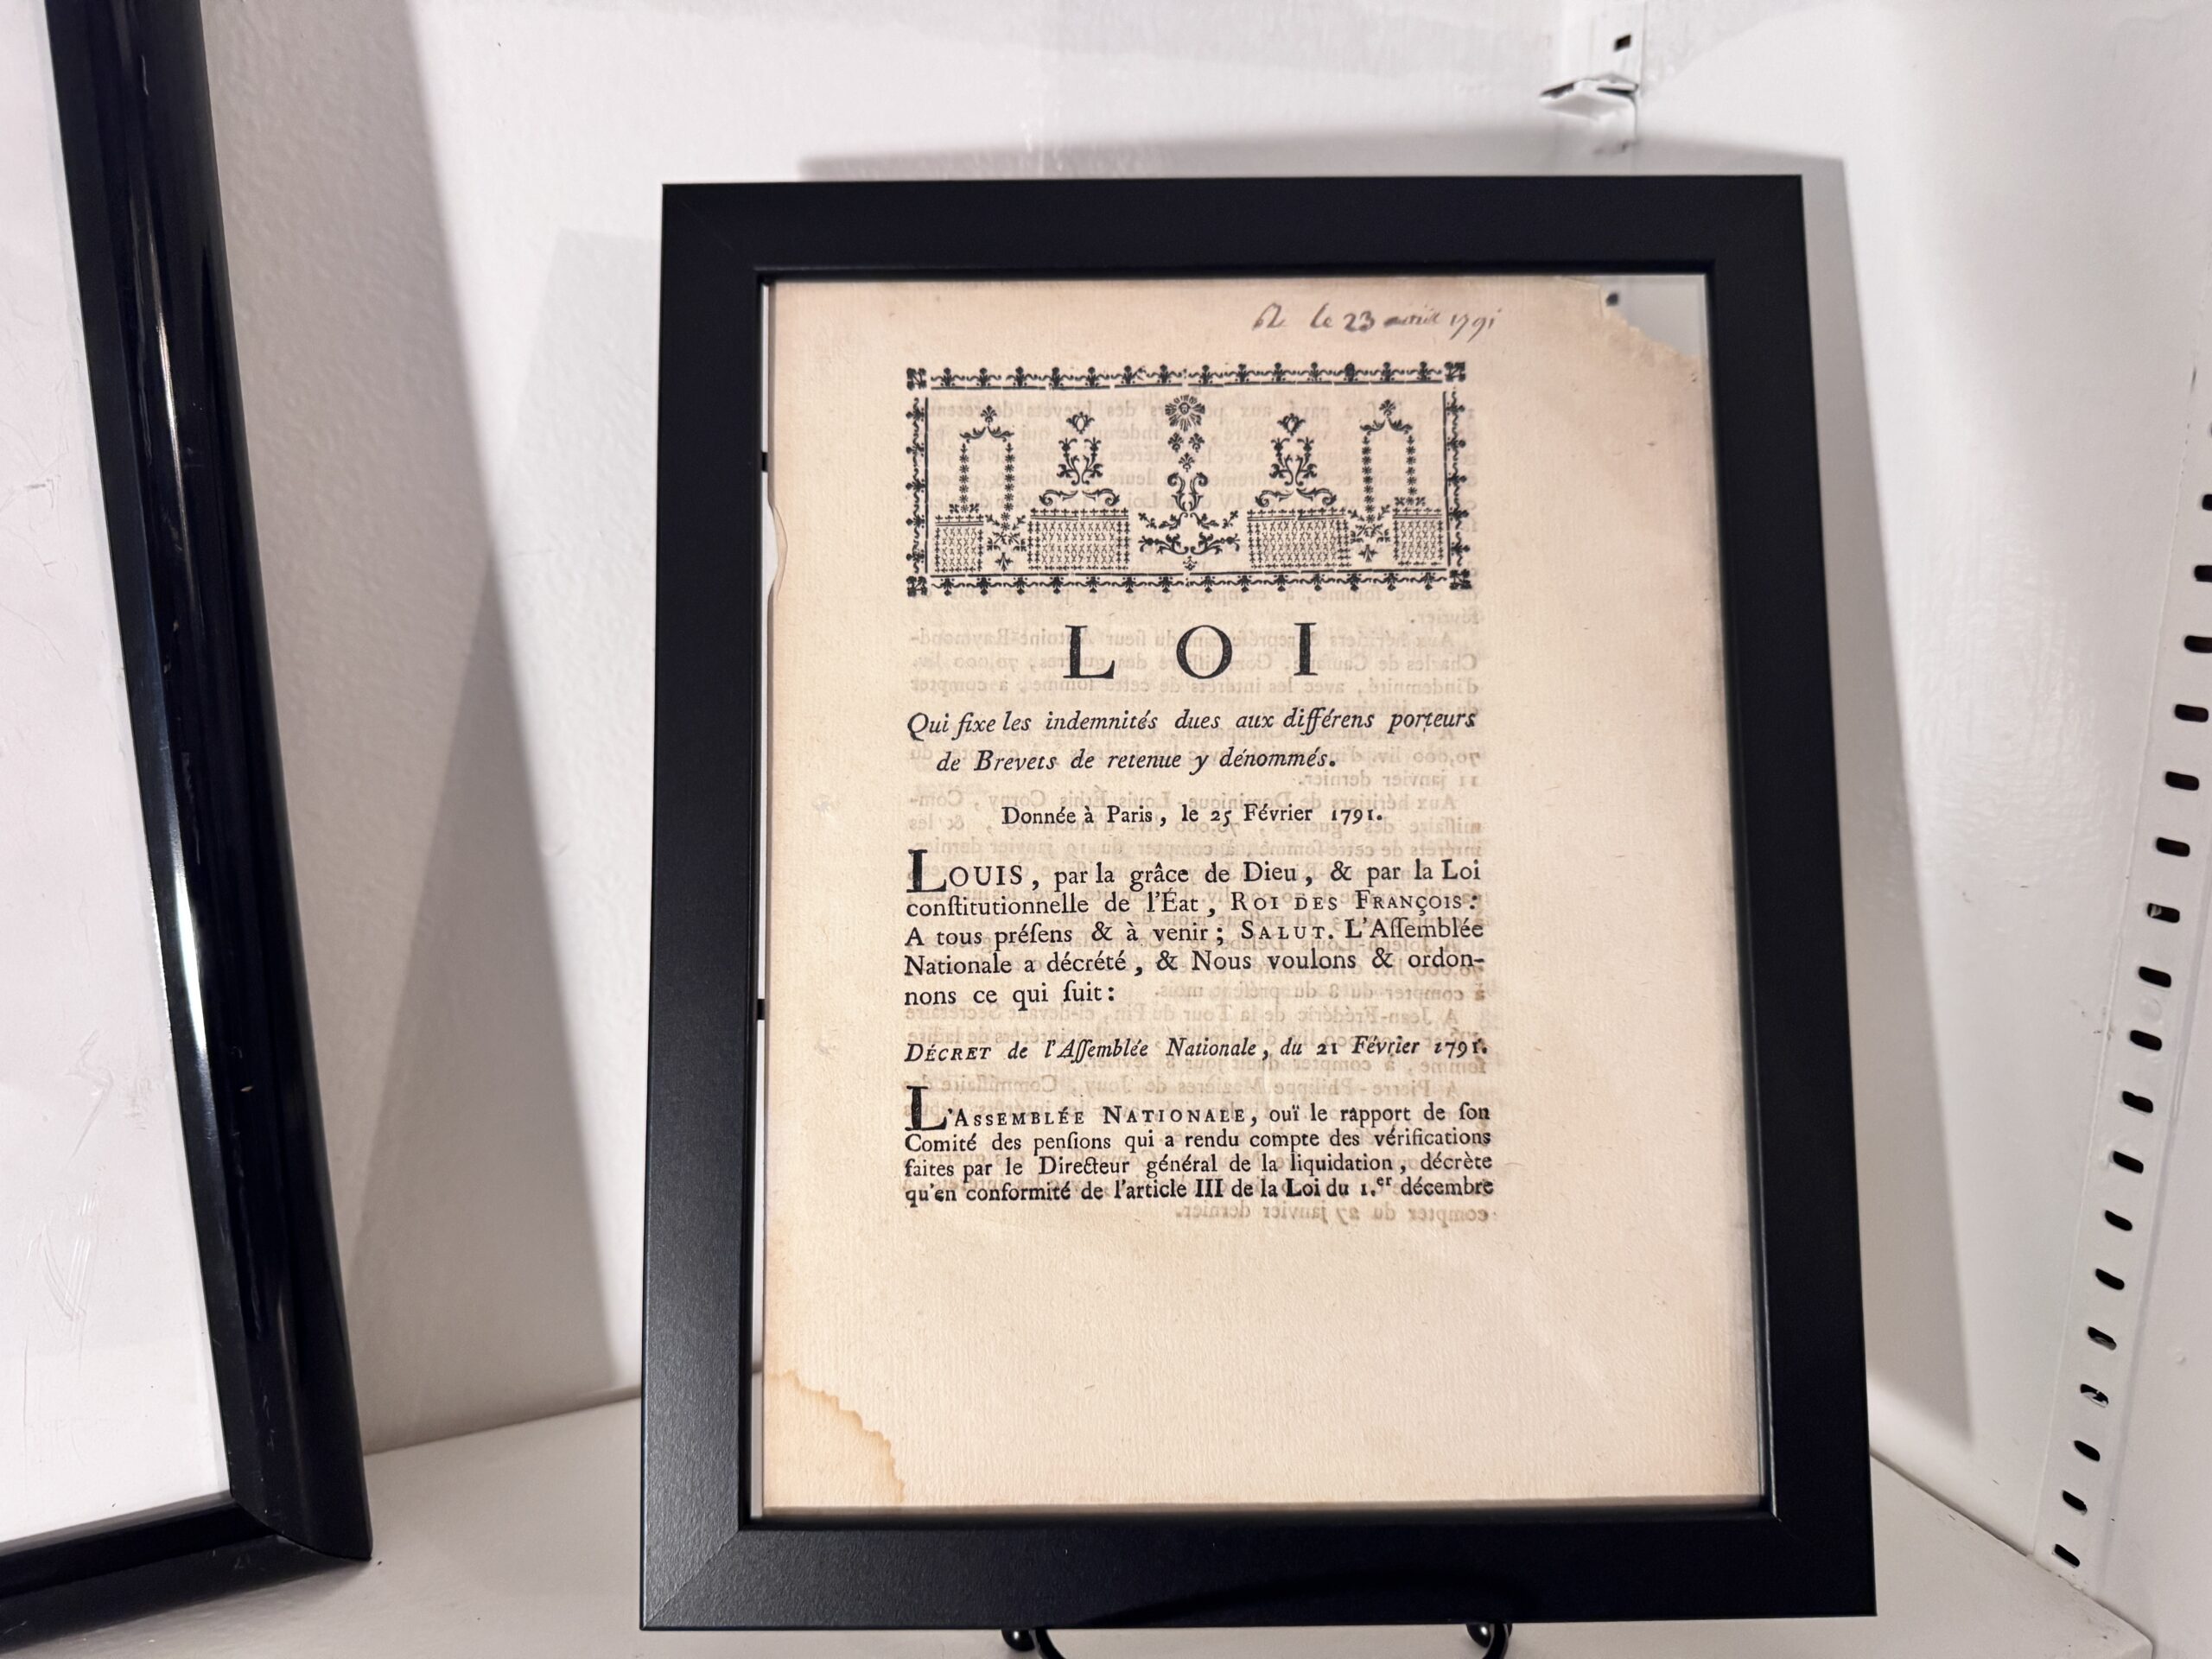 le 23 1791
LOI
Qui fixe les indemnités dues aux différens porteurs
de Brevets de retenue y dénommés.
Donnée à Paris, le 25 Février 1791.
LOUIS, par la grâce de Dieu, & par la Loi
conſtitutionnelle de l'Éat, ROI DES FRANÇOIS:
A tous préſens & à venir; SALUT. L'Aſſemblée
Nationale a décrété, & Nous voulons & ordon-
nons ce qui ſuit:
DÉCRET de l'Aſſemblée Nationale, du 21 Février 1791.
L'ASSEMBLÉE NATIONALE, ouï le rapport de ſon
Comité des penſions qui a rendu compte des vérifications
faites par le Directeur général de la liquidation, décrète
qu'en conformité de l'article III de la Loi du 1.er décembre